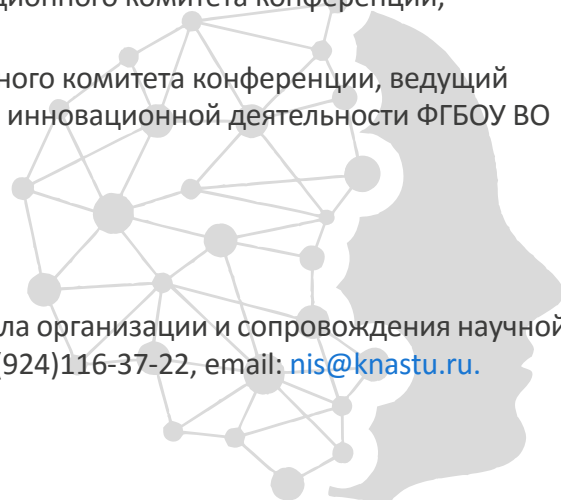 ционного комитета конференции,
ного комитета конференции, ведущий
инновационной деятельности ФГБОУ ВО
ла организации и сопровождения научной
(924)116-37-22, email: nis@knastu.ru.